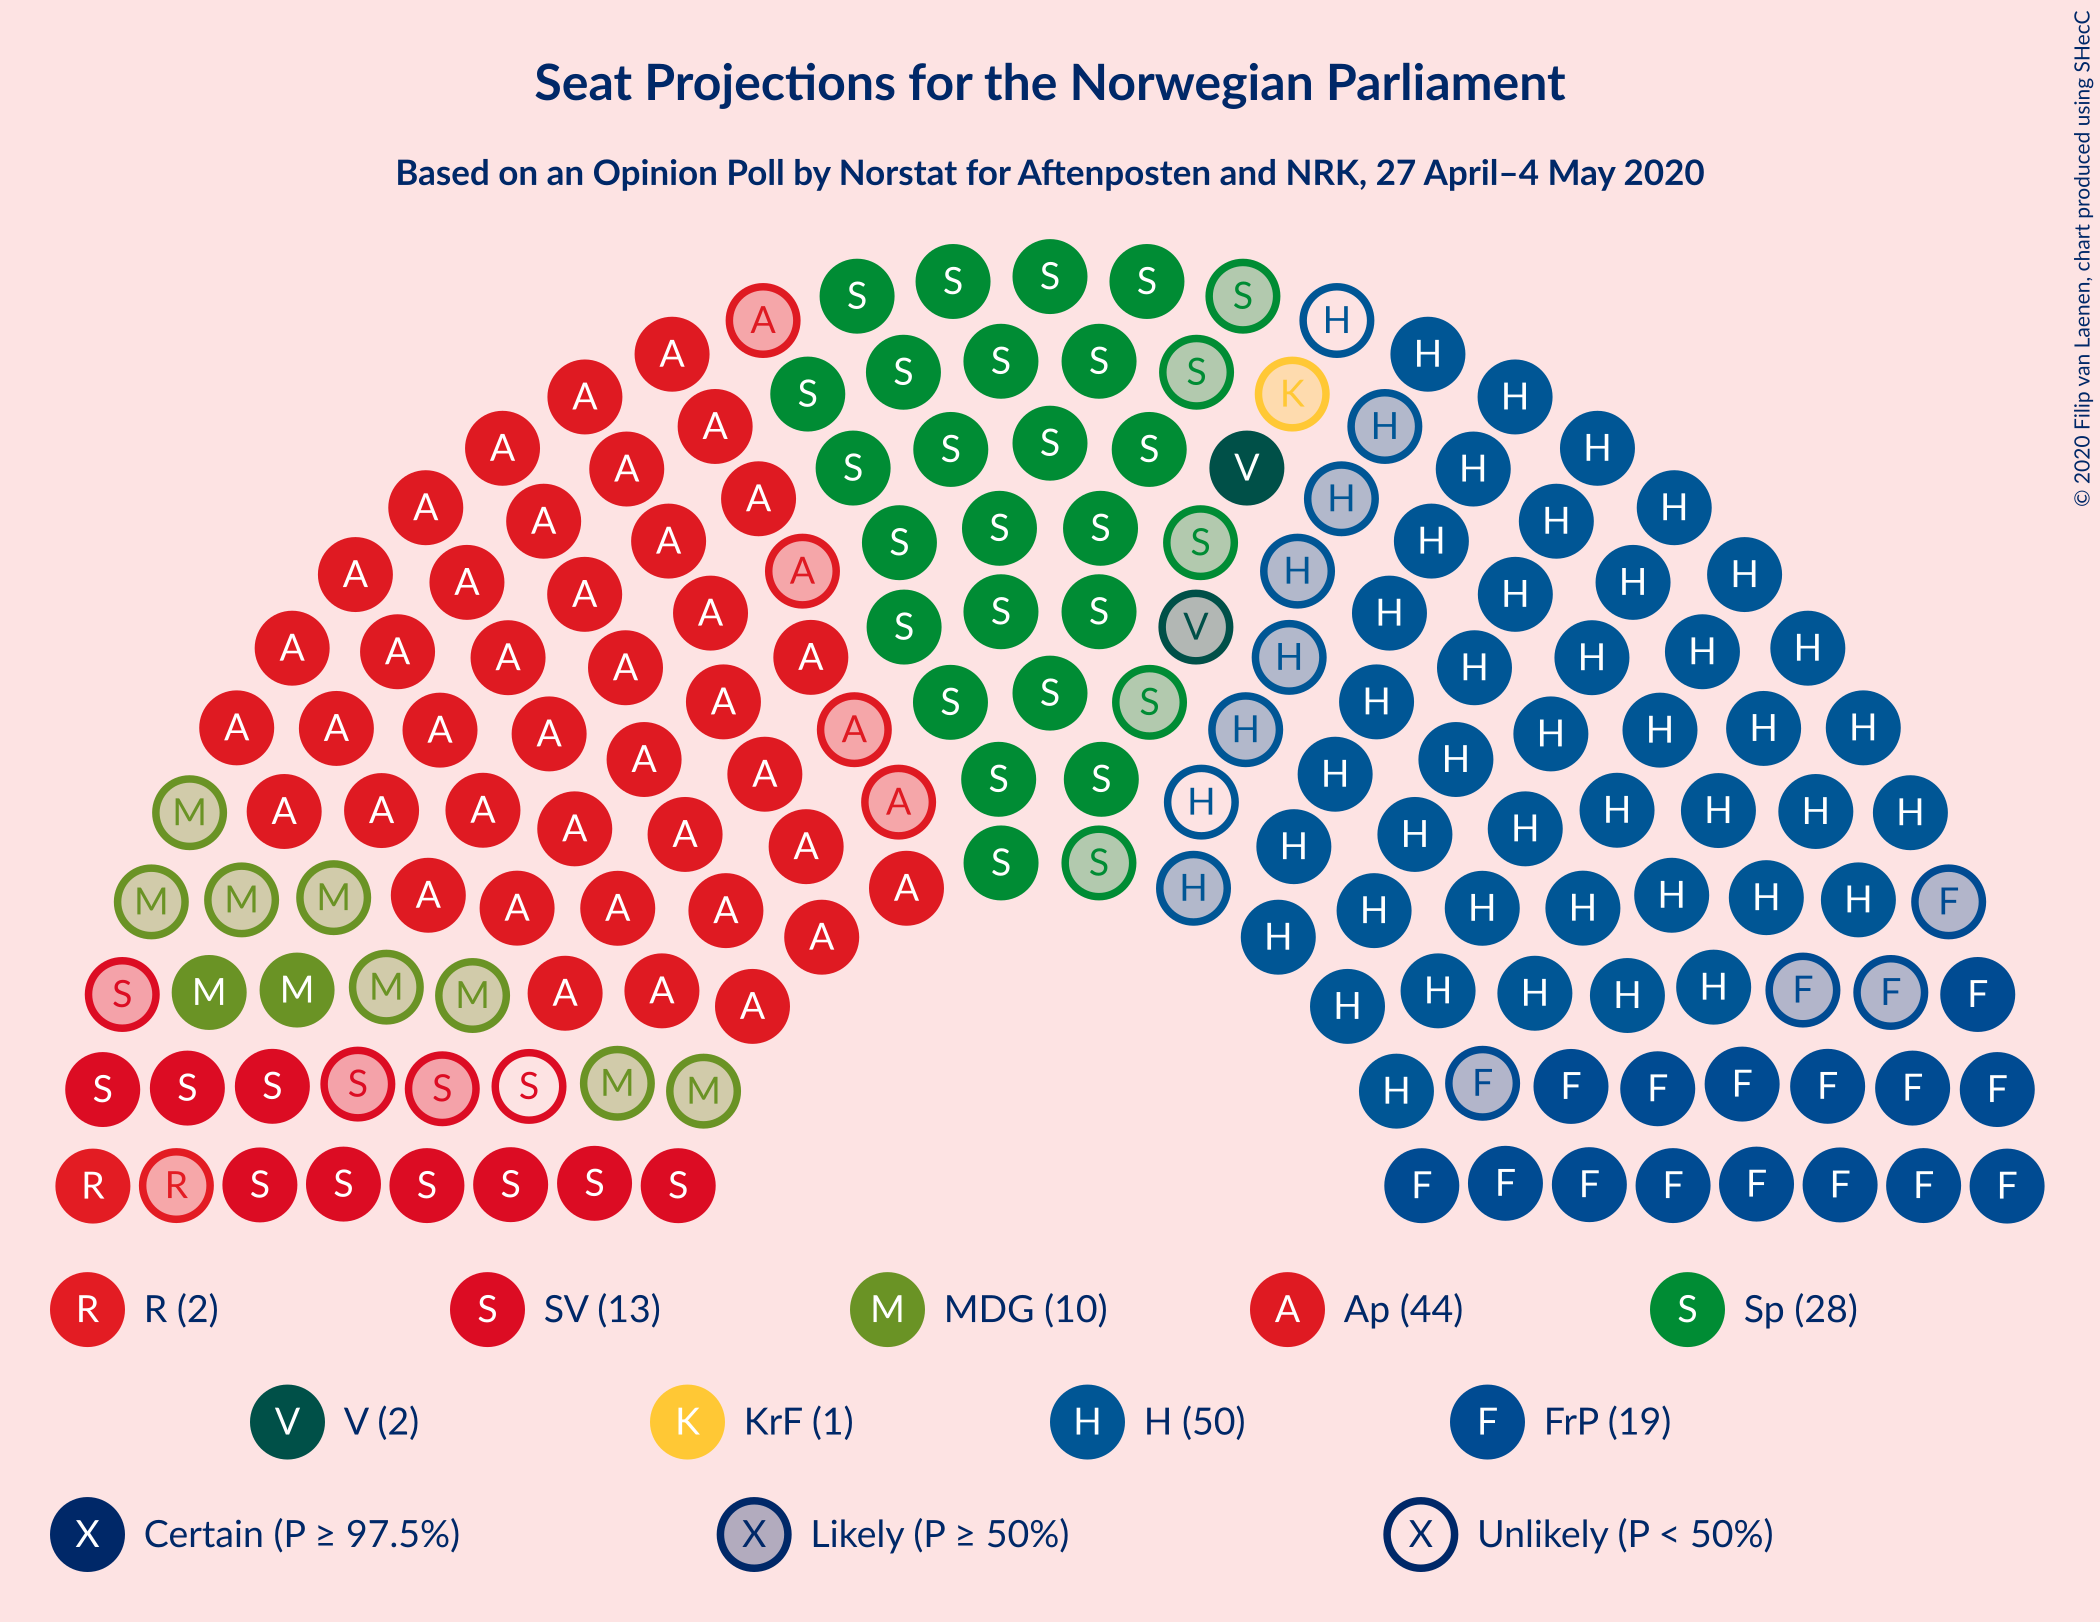 Seat Projections for the Norwegian Parliament
Based on an Opinion Poll by Norstat for Aftenposten and NRK, 27 April–4 May 2020
© 2020 Filip van Laenen, chart produced using SHecC
S S S S S
A H
A S S S S S H
A K H
A A S S S S V H H
A A H H
A A S S S S H H H
A A A H H H
A A A S S S V H H H
A A A A H H H H
A A A S S S H H H
A A A A A H H H H H
A A A S S H H H
M A A A A A A H H H H H H
M M M A A A A A A S S H H H H H H H H F
S M M M M A A A H H H H H F F F
S S S S S S M M H F F F F F F F
R R S S S S S S F F F F F F F F
R R (2) S SV (13) M MDG (10) A Ap (44) S Sp (28)
V V (2) K KrF (1) H H (50) F FrP (19)
X Certain (P ≥ 97.5%) X Likely (P ≥ 50%) X Unlikely (P < 50%)